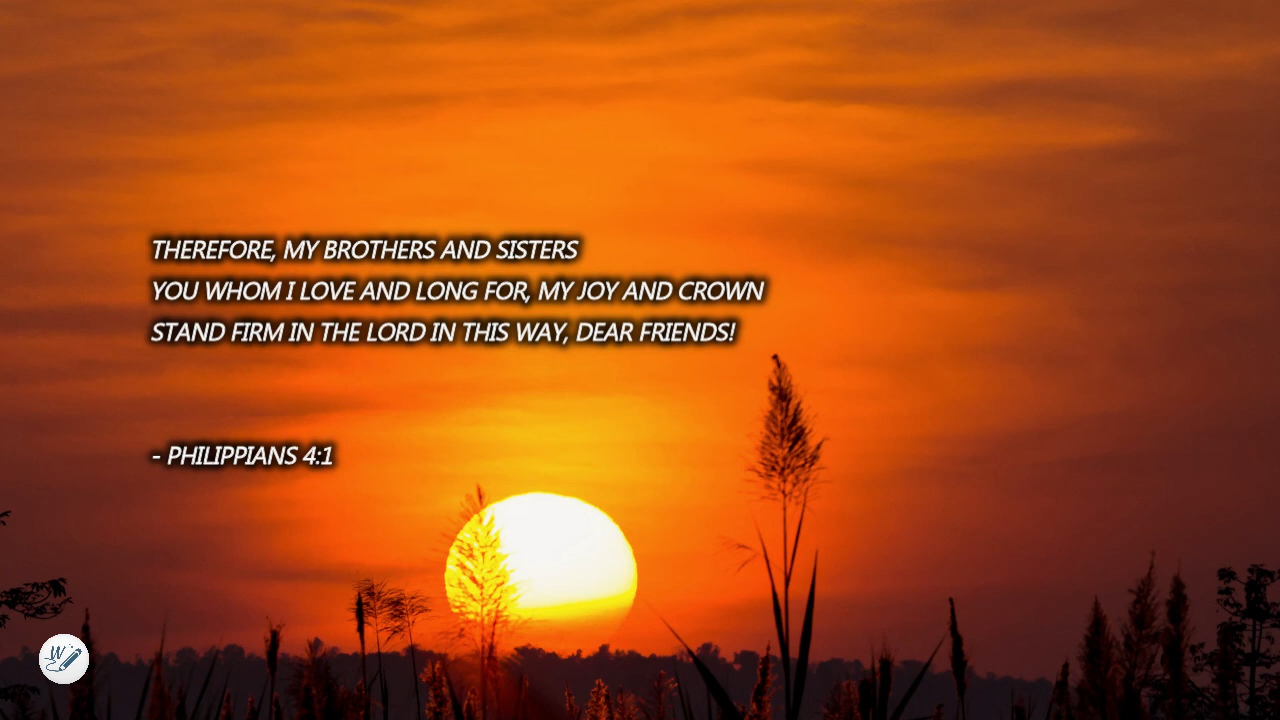 THEREFORE, MY BROTHERS AND SISTERS
YOU WHOM I LOVE AND LONG FOR, MY JOY AND CROWN
STAND FIRM IN THE LORD IN THIS WAY, DEAR FRIENDS!
- PHILIPPIANS 4:1
W